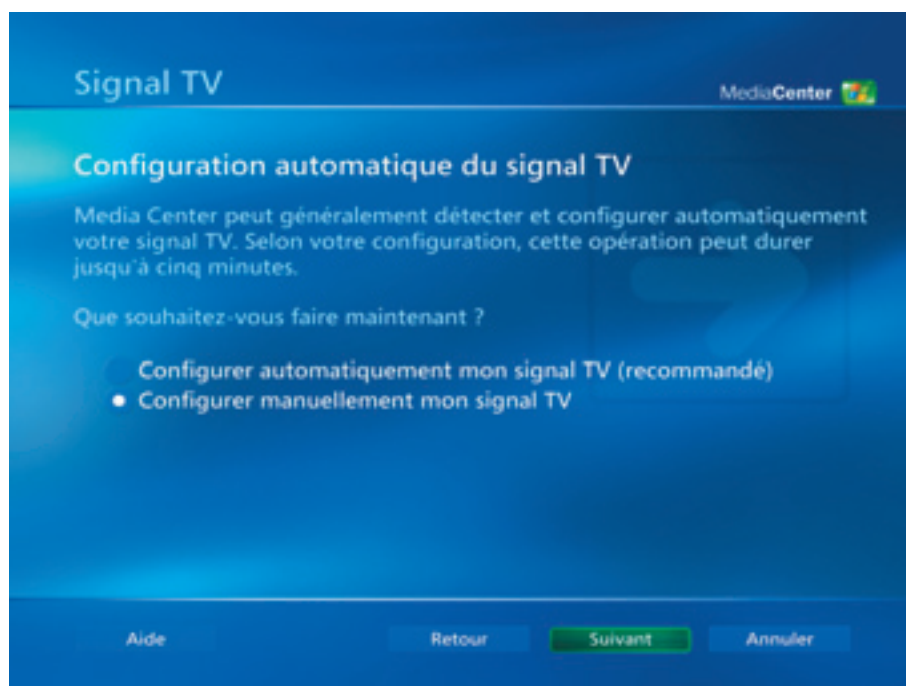 Signal TV
MediaCenter
Configuration automatique du signal TV
Media Center peut généralement détecter et configurer automatiquement
votre signal TV. Selon votre configuration, cette opération peut durer
jusqu'à cinq minutes.
Que souhaitez-vous faire maintenant ?
Configurer automatiquement mon signal TV (recommandé)
Configurer manuellement mon signal TV
Aide Retour Suivant Annuler